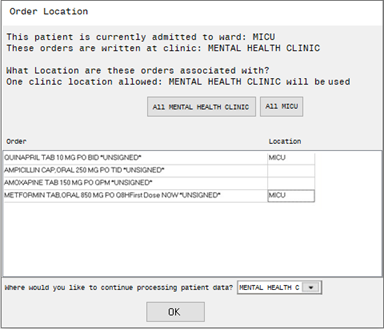 Order Location
This patient is currently admitted to ward: MICU
These orders are written at clinic: MENTAL HEALTH CLINIC
What Location are these orders associated with?
One clinic location allowed: MENTAL HEALTH CLINIC will be used
All MENTAL HEALTH CLINIC All MICU
Order Location
QUINAPRIL TAB 10 MG PO BID *UNSIGNED* MICU
AMPICILLIN CAP,ORAL 250 MG PO TID *UNSIGNED*
AMOXAPINE TAB 150 MG PO QPM *UNSIGNED*
METFORMIN TAB,ORAL 850 MG PO Q8HFirst Dose NOW *UNSIGNED* MICU
Where would you like to continue processing patient data? MENTAL HEALTH C
OK